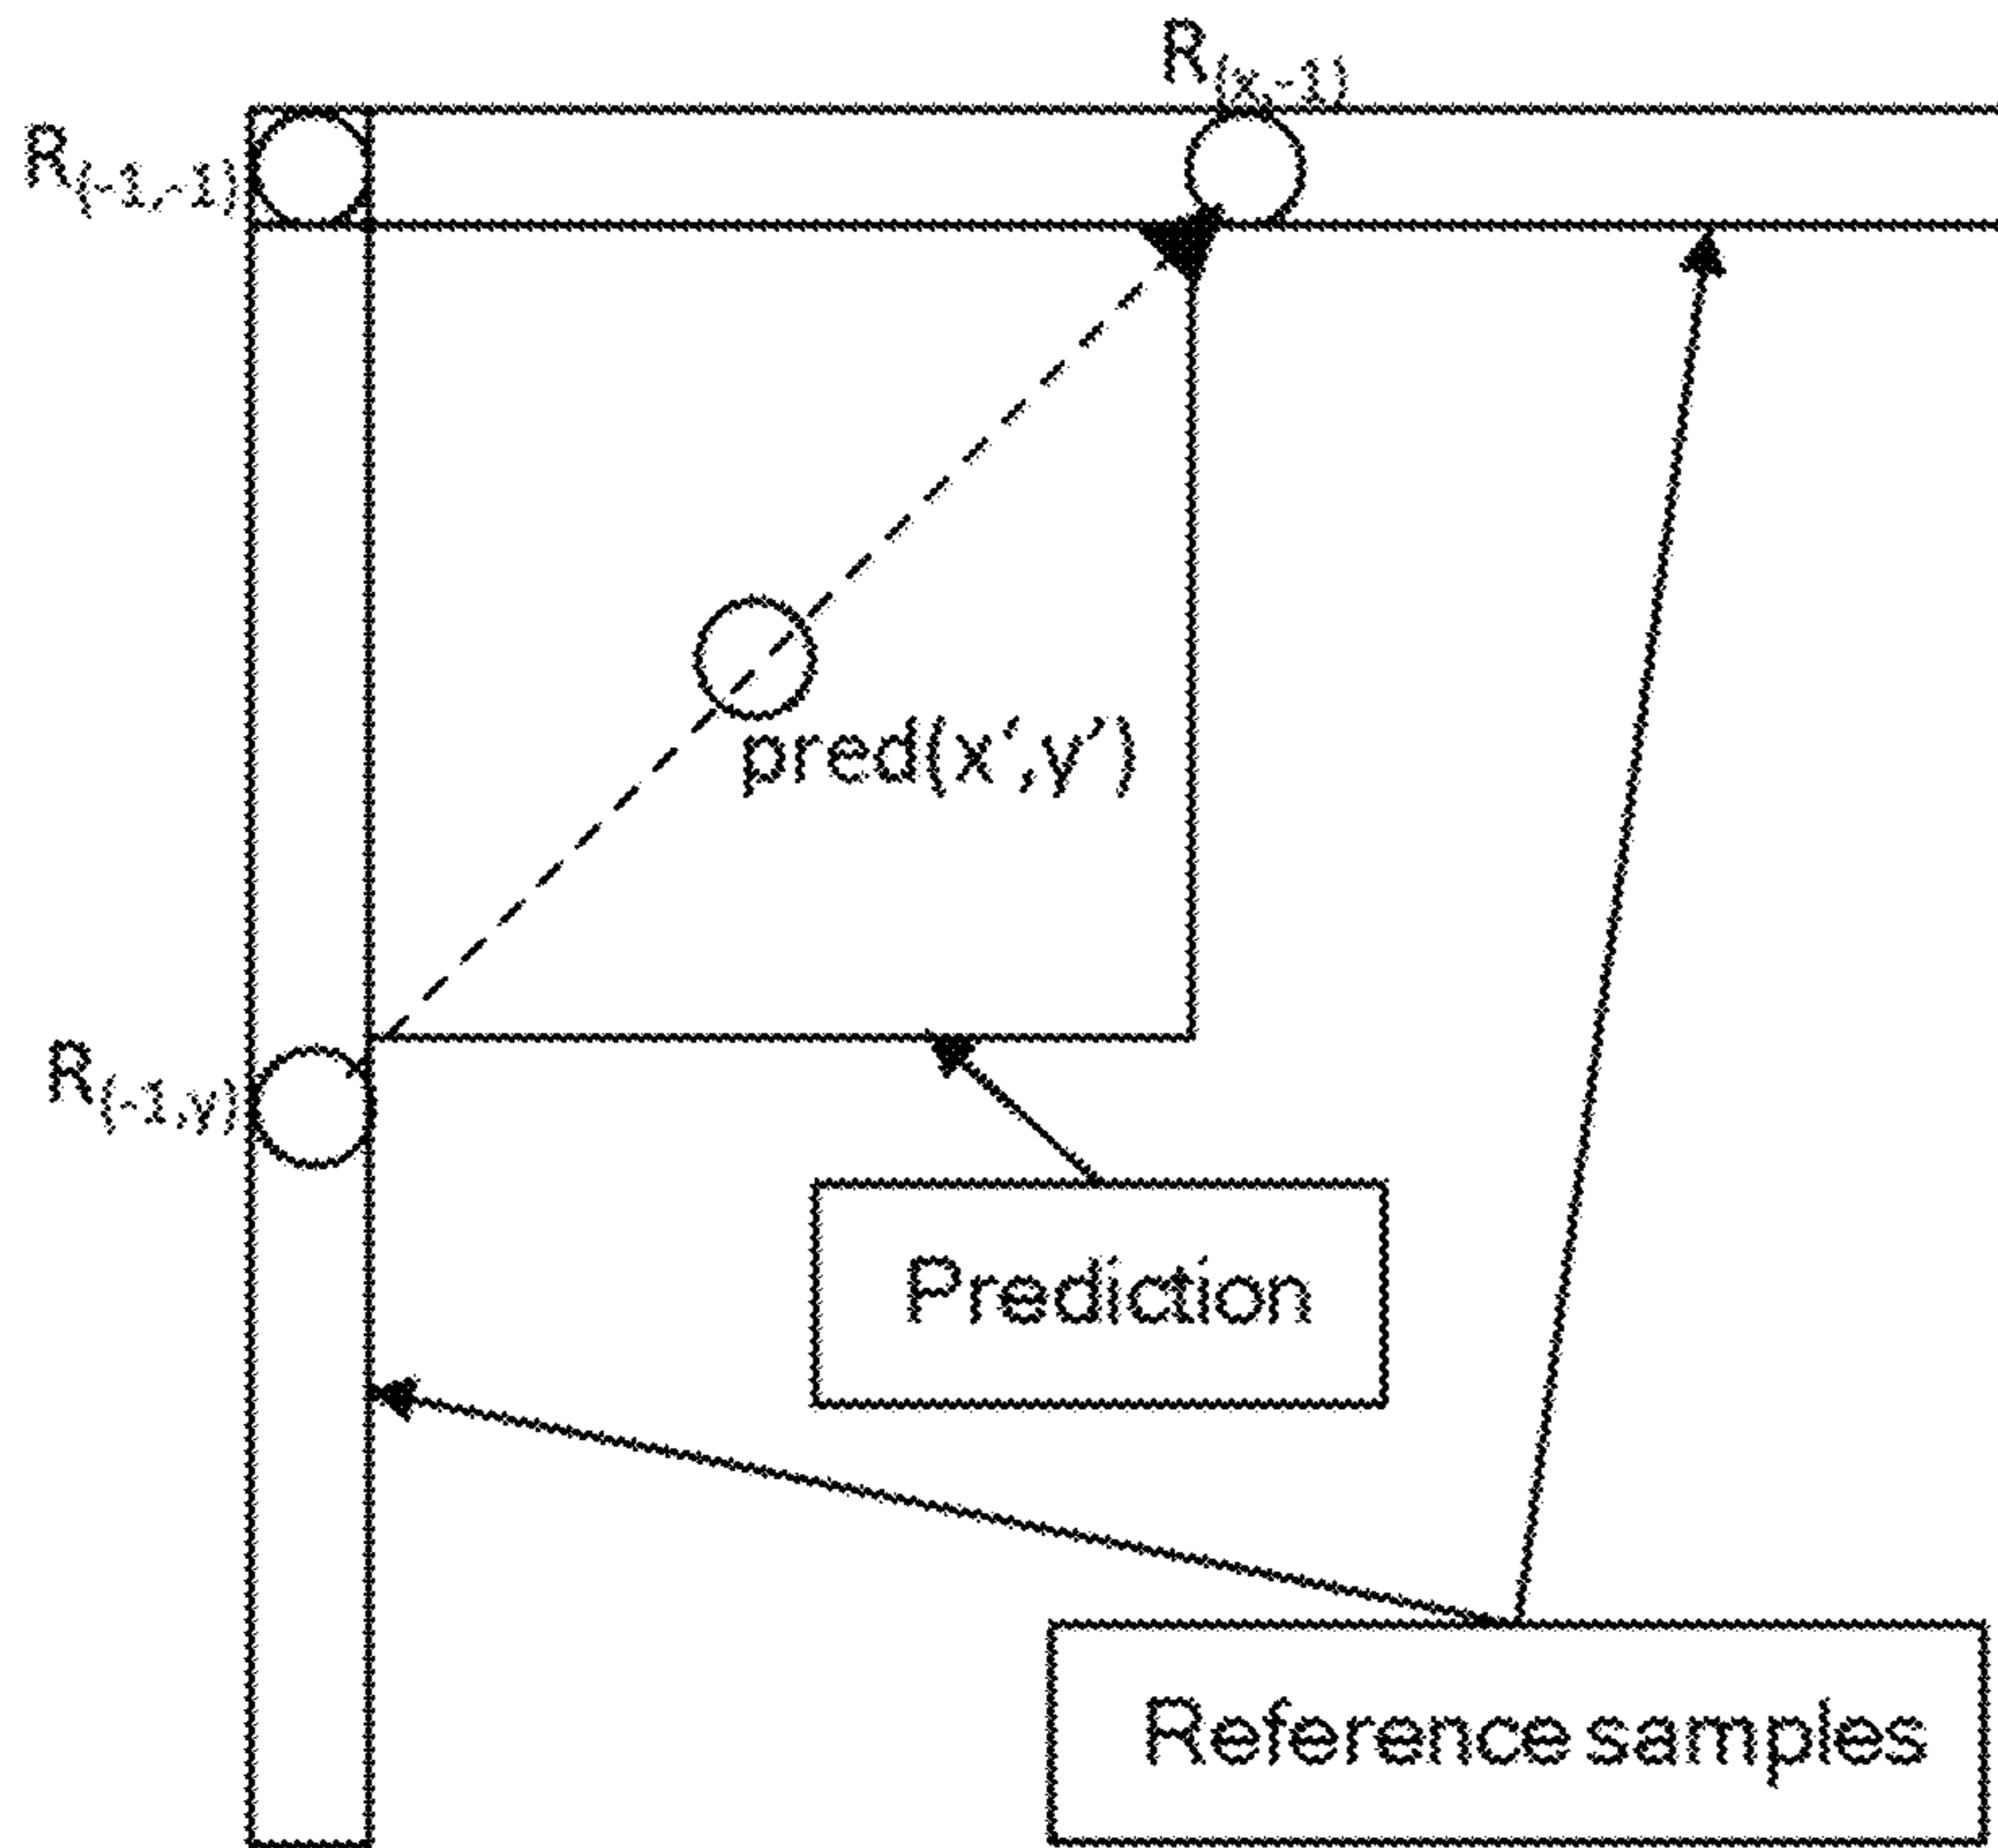 R(x,-1)
R(-1,-1)
pred(x',y')
R(-1,y)
Prediction
Reference samples